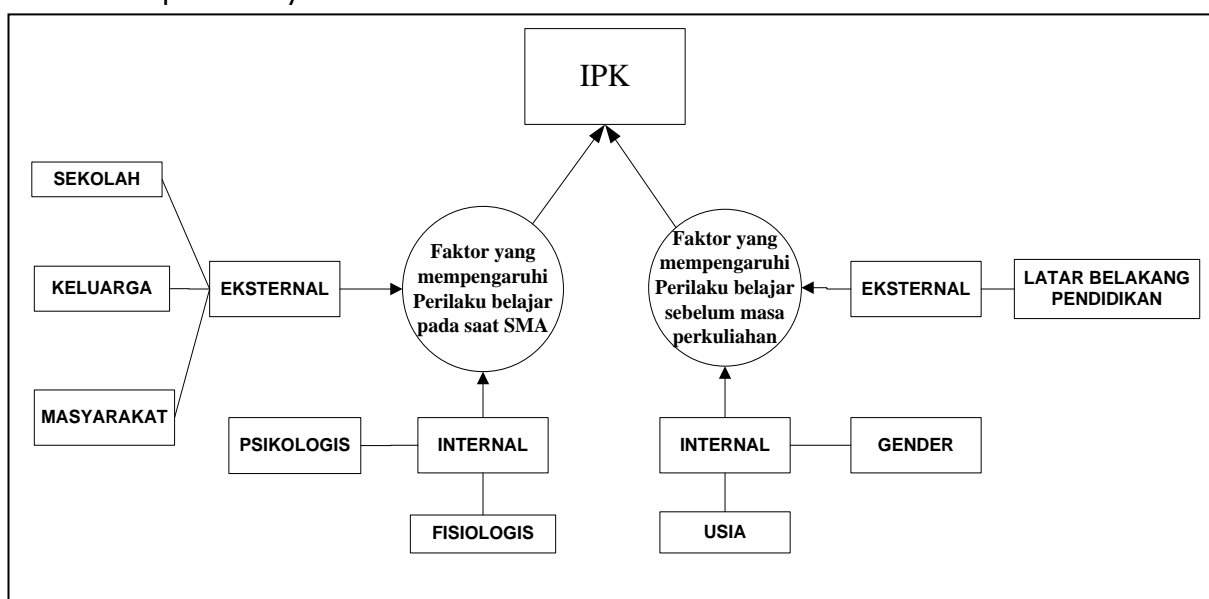 IPK
SEKOLAH
KELUARGA
MASYARAKAT
EKSTERNAL
Faktor yang
mempengaruhi
Perilaku belajar
pada saat SMA
PSIKOLOGIS
INTERNAL
FISIOLOGIS
Faktor yang
mempengaruhi
Perilaku belajar
sebelum masa
perkuliahan
EKSTERNAL
LATAR BELAKANG
PENDIDIKAN
INTERNAL
GENDER
USIA